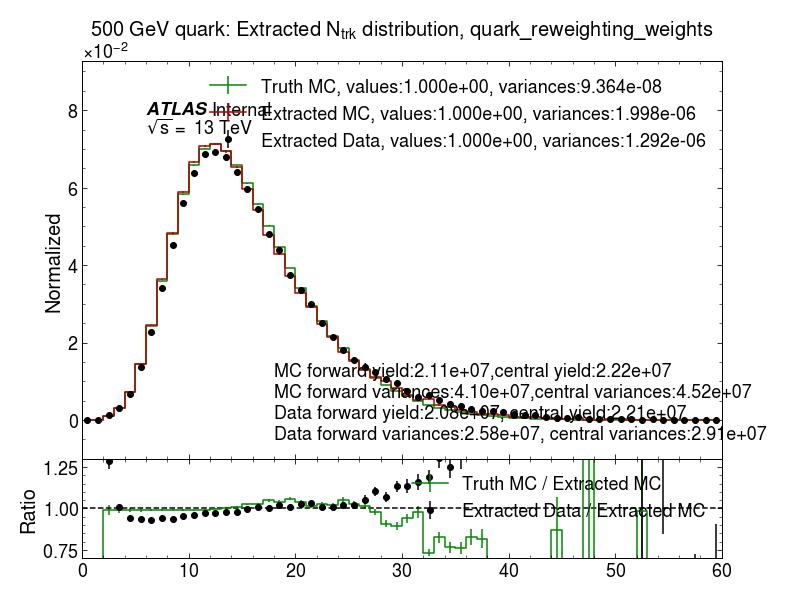 500 GeV quark: Extracted Ntrk distribution, quark_reweighting_weights
×10−2
Truth MC, values:1.000e+00, variances:9.364e-08
ATLAS Internal
Extracted MC, values:1.000e+00, variances:1.998e-06
√s = 13 TeV
Extracted Data, values:1.000e+00, variances:1.292e-06
8
6
4
2
0
Normalized
MC forward yield:2.11e+07,central yield:2.22e+07
MC forward variances:4.10e+07,central variances:4.52e+07
Data forward yield:2.08e+07, central yield:2.21e+07
Data forward variances:2.58e+07, central variances:2.91e+07
1.25
1.00
0.75
Ratio
Truth MC / Extracted MC
Extracted Data / Extracted MC
0 10 20 30 40 50 60